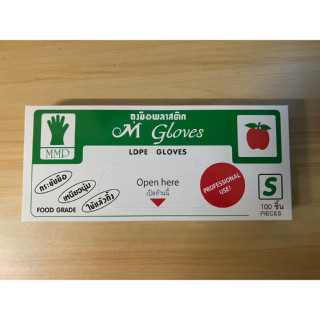 ถุงมือพลาสติก
M Gloves
LDPE GLOVES
MMP
กระชับมือ
เหนียวนุ่ม
ใช้แล้วทิ้ง
FOOD GRADE
Open here
เปิดด้านนี้
PROFESSIONAL
USE!
S
100 ชิ้น
PIECES